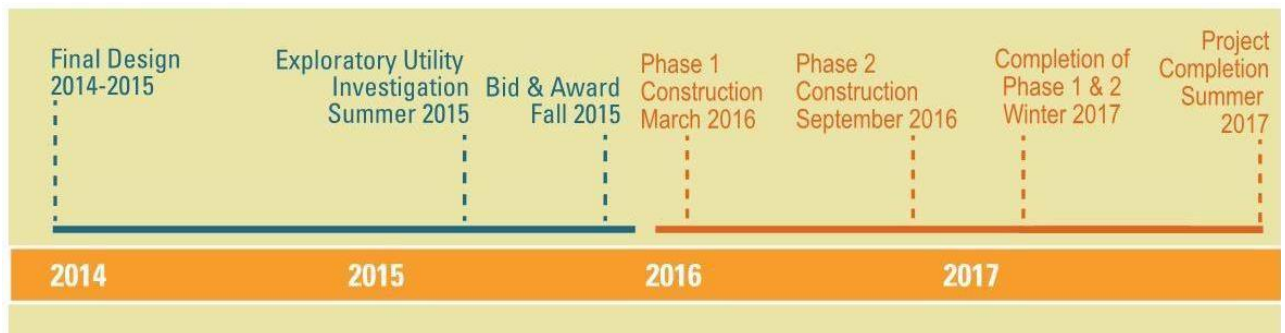 Final Design
2014-2015
Exploratory Utility
Investigation
Summer 2015
Bid & Award
Fall 2015
Phase 1
Construction
March 2016
Phase 2
Construction
September 2016
Completion of
Phase 1 & 2
Winter 2017
Project
Completion
Summer
2017
2014
2015
2016
2017